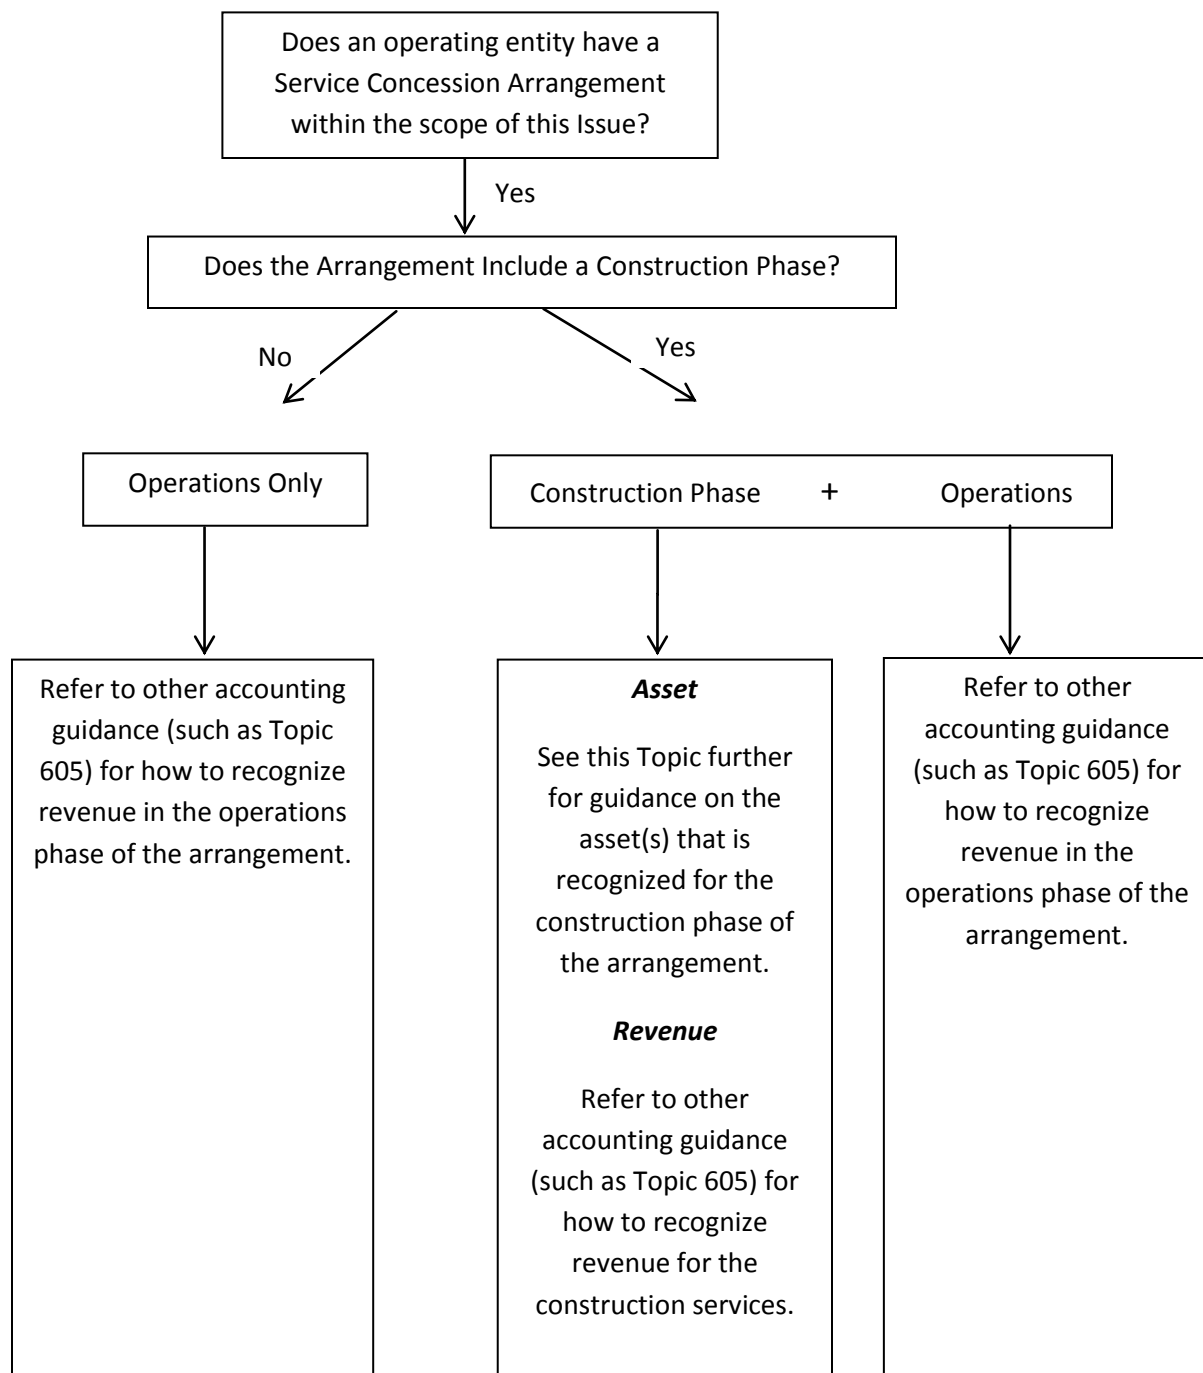 Does an operating entity have a
Service Concession Arrangement
within the scope of this Issue?
Yes
Does the Arrangement Include a Construction Phase?
No
Yes
Operations Only
Construction Phase + Operations
Refer to other accounting
guidance (such as Topic
605) for how to recognize
revenue in the operations
phase of the arrangement.
Asset
See this Topic further
for guidance on the
asset(s) that is
recognized for the
construction phase of
the arrangement.
Revenue
Refer to other
accounting guidance
(such as Topic 605) for
how to recognize
revenue for the
construction services.
Refer to other
accounting guidance
(such as Topic 605) for
how to recognize
revenue in the
operations phase of the
arrangement.